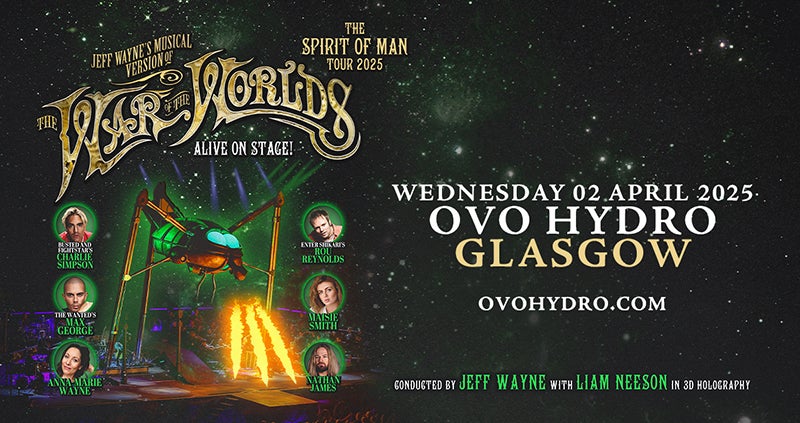 JEFF WAYNE'S MUSICAL
VERSION OF
THE WAR OF THE WORLDS
ALIVE ON STAGE!
THE
SPIRIT OF MAN
TOUR 2025
BUSTED AND
FIGHTSTAR'S
CHARLIE
SIMPSON
THE WANTED'S
MAX
GEORGE
ANNA-MARIE
WAYNE
ENTER SHIKARI'S
ROU
REYNOLDS
MAISIE
SMITH
NATHAN
JAMES
WEDNESDAY 02 APRIL 2025
OVO HYDRO
GLASGOW
OVOHYDRO.COM
CONDUCTED BY JEFF WAYNE WITH LIAM NEESON IN 3D HOLOGRAPHY